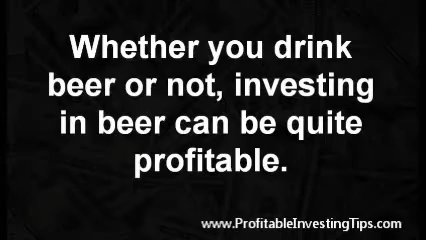 Whether you drink
beer or not, investing
in beer can be quite
profitable.
www.ProfitableInvestingTips.com